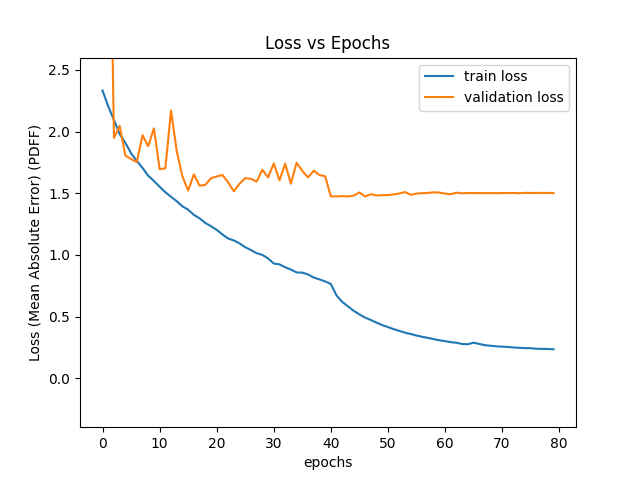 Loss vs Epochs
train loss
validation loss
Loss (Mean Absolute Error) (PDFF)
2.5
2.0
1.5
1.0
0.5
0.0
0 10 20 30 40 50 60 70 80
epochs